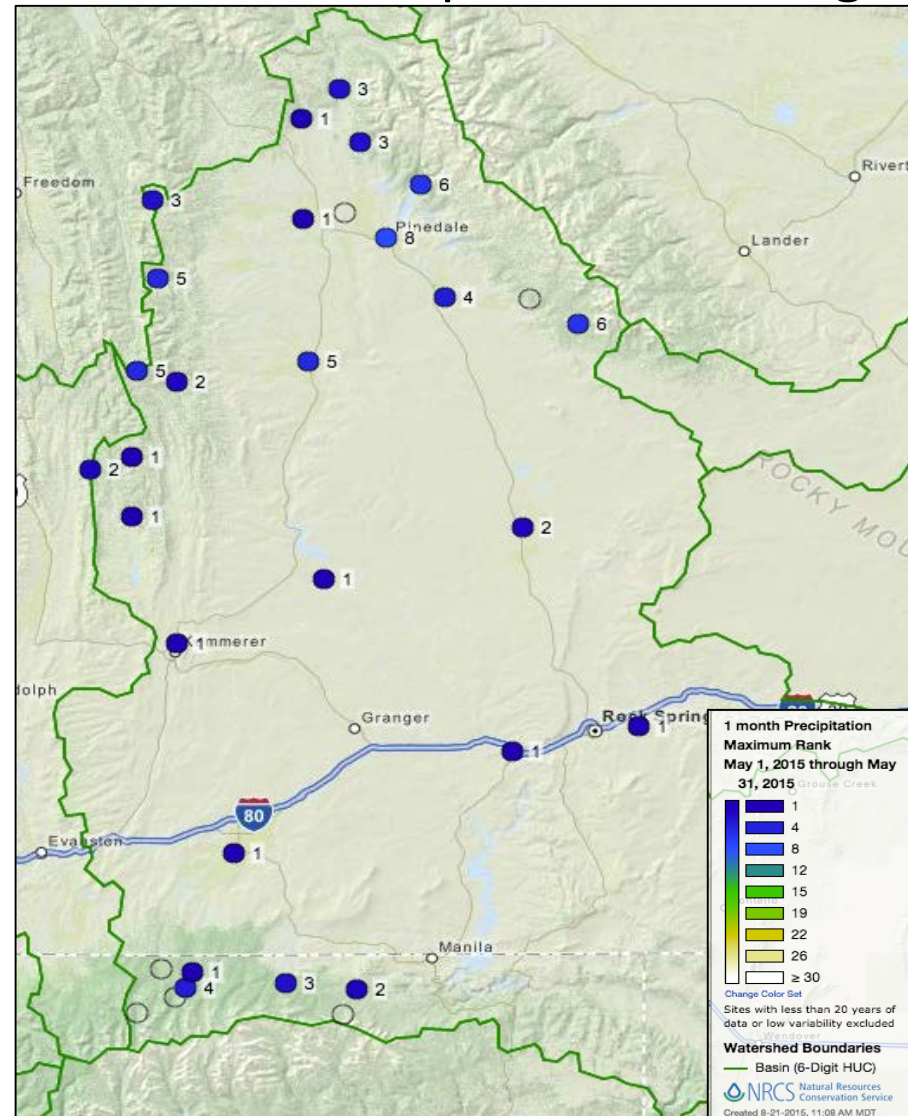 3
1
3
Rivert
Freedom
6
3
1
Pinedale
8
Lander
5
4
6
5
5
2
1
2
1
ROCKY MOU
2
1
Kemmerer
1
dolph
Granger
Rock Spring
1
1
80
Evanston
1
Manila
1
4
3
2
1 month Precipitation
Maximum Rank
May 1, 2015 through May
31, 2015
Grouse Creek
1
4
8
12
15
19
22
26
≥ 30
Change Color Set
Sites with less than 20 years of
data or low variability excluded
Wendover
Watershed Boundaries
Basin (6-Digit HUC)
NRCS Natural Resources
Conservation Service
Created 8-21-2015, 11:08 AM MDT